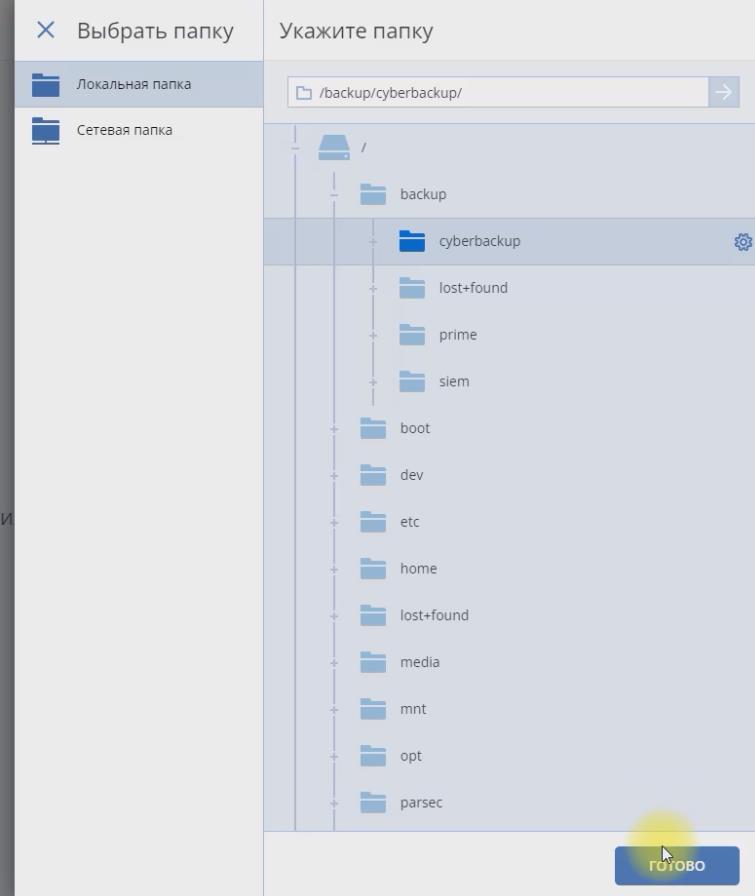 Выбрать папку
Укажите папку
Локальная папка
Сетевая папка
/backup/cyberbackup/
/
backup
cyberbackup
lost+found
prime
siem
boot
dev
etc
home
lost+found
media
mnt
opt
parsec
и
ГОТОВО